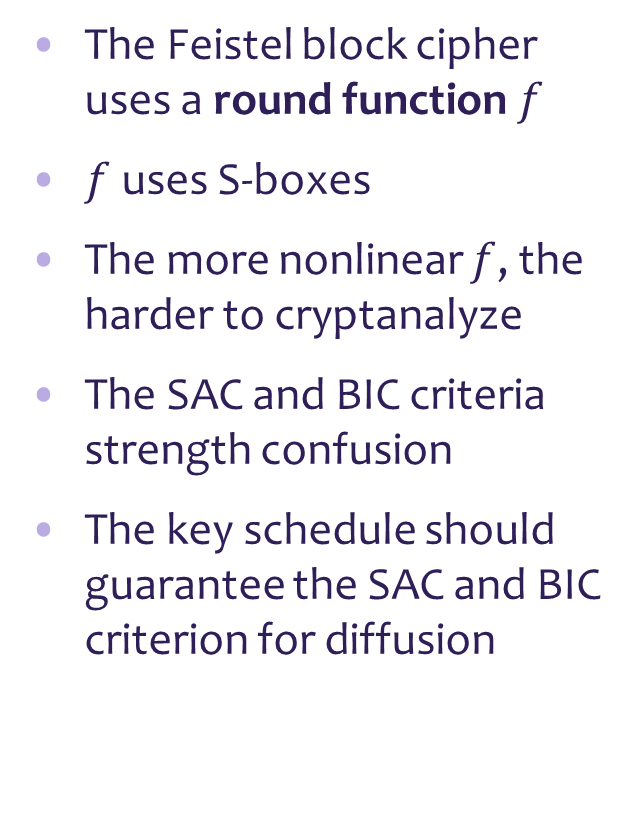 • The Feistel block cipher
uses a round function f
• f uses S-boxes
• The more nonlinear f, the
harder to cryptanalyze
• The SAC and BIC criteria
strength confusion
• The key schedule should
guarantee the SAC and BIC
criterion for diffusion